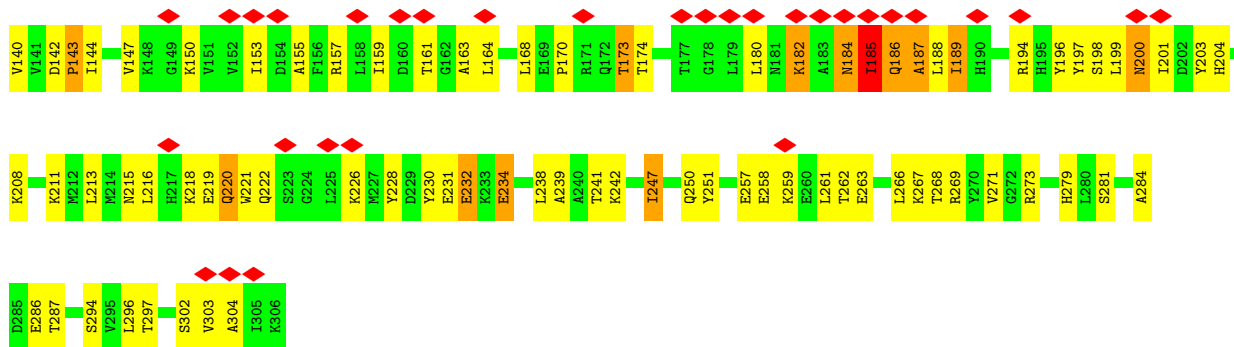 V140 V141 D142 P143 I144 V147 K148 G149 K150 V151 V152 I153 D154 A155 F156 R157 L158 I159 D160 T161 G162 A163 L164 L168 E169 P170 R171 Q172 T173 T174 T177 G178 L179 L180 N181 K182 A183 N184 I185 Q186 A187 L188 I189 H190 R194 H195 Y196 Y197 S198 L199 N200 I201 D202 Y203 H204
K208 K211 M212 L213 M214 N215 L216 H217 K218 E219 Q220 W221 Q222 S223 G224 L225 K226 M227 Y228 D229 Y230 E231 E232 K233 E234 L238 A239 A240 T241 K242 I247 Q250 Y251 E257 E258 K259 E260 L261 T262 E263 L266 K267 T268 R269 Y270 V271 G272 R273 H279 L280 S281 A284
D285 E286 T287 S294 V295 L296 T297 S302 V303 A304 I305 K306